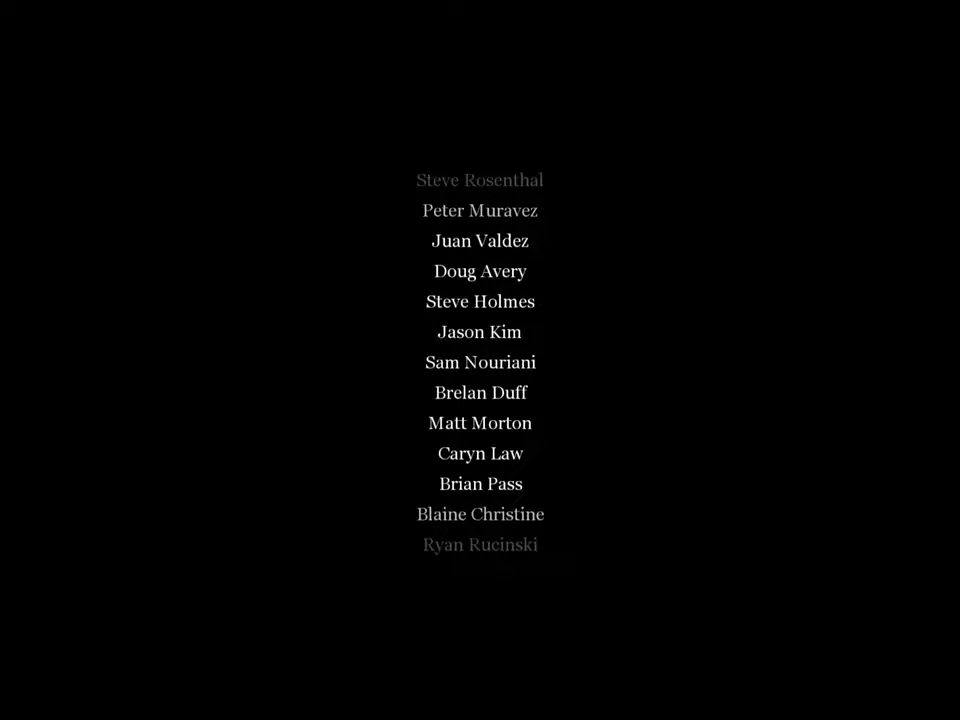 Steve Rosenthal
Peter Muravez
Juan Valdez
Doug Avery
Steve Holmes
Jason Kim
Sam Nouriani
Brelan Duff
Matt Morton
Caryn Law
Brian Pass
Blaine Christine
Ryan Rucinski